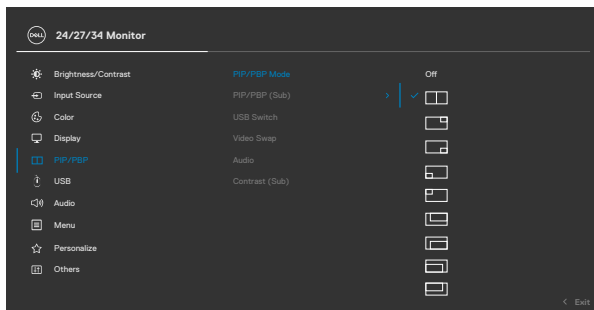 DELL 24/27/34 Monitor
Brightness/Contrast
Input Source
Color
Display
PIP/PBP
USB
Audio
Menu
Personalize
Others
PIP/PBP Mode
PIP/PBP (Sub)
USB Switch
Video Swap
Audio
Contrast (Sub)
Off
Exit